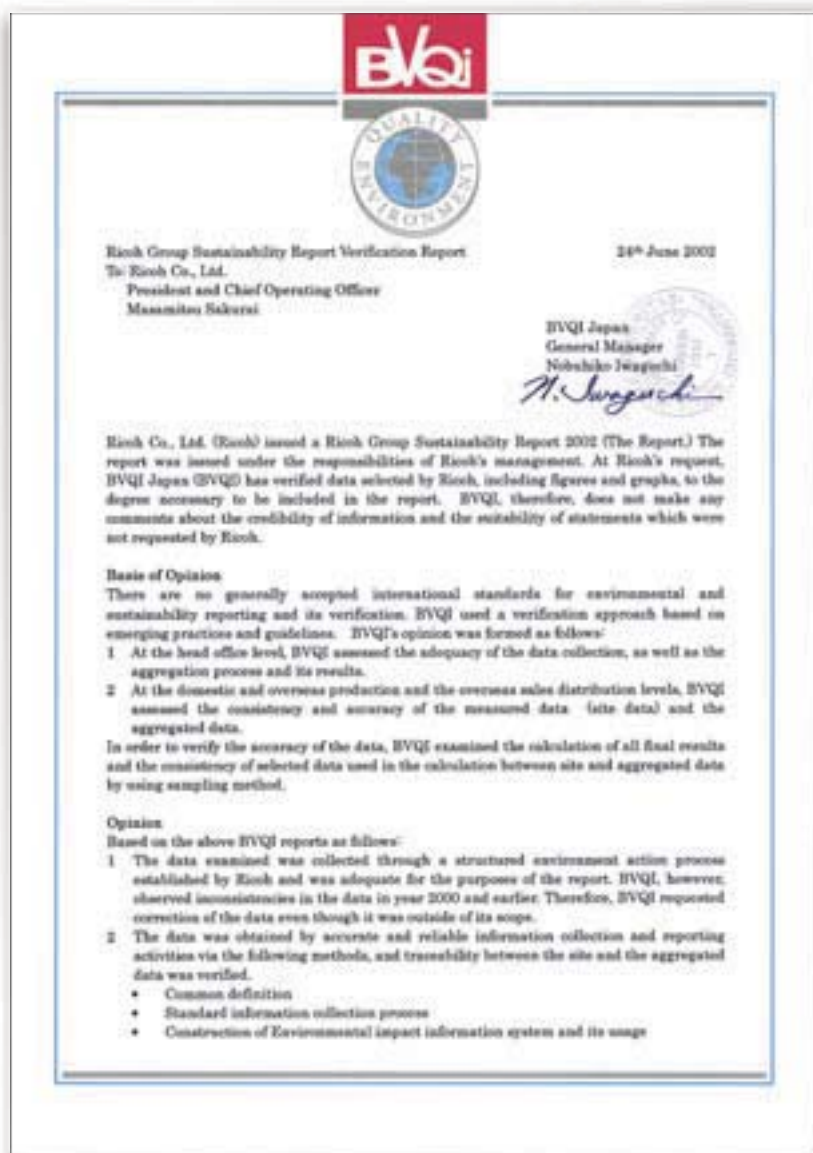 BVQi
QUALITY
ENVIRONMENT
Ricoh Group Sustainability Report Verification Report
24th June 2002
To: Ricoh Co., Ltd.
President and Chief Operating Officer
Masamitsu Sakurai
BVQI Japan
General Manager
Nobuhiko Iwaguchi
N. Iwaguchi
Ricoh Co., Ltd. (Ricoh) issued a Ricoh Group Sustainability Report 2002 (The Report.) The
report was issued under the responsibilities of Ricoh's management. At Ricoh's request,
BVQI Japan (BVQI) has verified data selected by Ricoh, including figures and graphs, to the
degree necessary to be included in the report. BVQI, therefore, does not make any
comments about the credibility of information and the suitability of statements which were
not requested by Ricoh.
Basis of Opinion
There are no generally accepted international standards for environmental and
sustainability reporting and its verification. BVQI used a verification approach based on
emerging practices and guidelines. BVQI's opinion was formed as follows:
1 At the head office level, BVQI assessed the adequacy of the data collection, as well as the
aggregation process and its results.
2 At the domestic and overseas production and the overseas sales distribution levels, BVQI
assessed the consistency and accuracy of the measured data (site data) and the
aggregated data.
In order to verify the accuracy of the data, BVQI examined the calculation of all final results
and the consistency of selected data used in the calculation between site and aggregated data
by using sampling method.
Opinion
Based on the above BVQI reports as follows:
1 The data examined was collected through a structured environment action process
established by Ricoh and was adequate for the purposes of the report. BVQI, however,
observed inconsistencies in the data in year 2000 and earlier. Therefore, BVQI requested
correction of the data even though it was outside of its scope.
2 The data was obtained by accurate and reliable information collection and reporting
activities via the following methods, and traceability between the site and the aggregated
data was verified.
• Common definition
• Standard information collection process
• Construction of Environmental impact information system and its usage